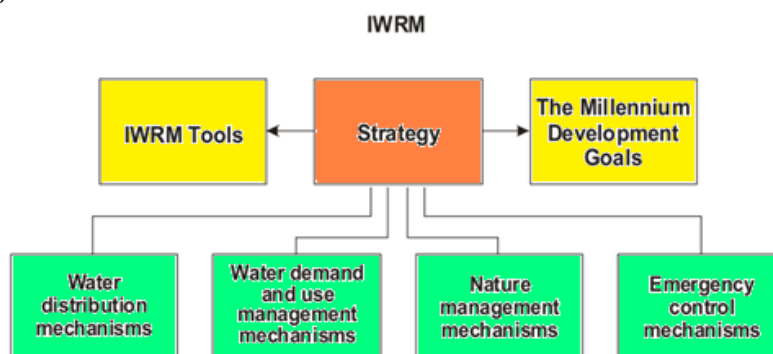 IWRM
IWRM Tools
Strategy
The Millennium
Development
Goals
Water
distribution
mechanisms
Water demand
and use
management
mechanisms
Nature
management
mechanisms
Emergency
control
mechanisms